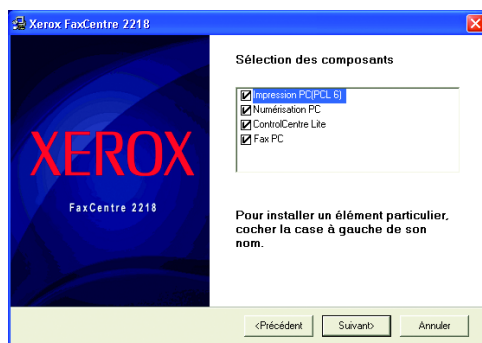 Xerox FaxCentre 2218
Sélection des composants
Impression PC(PCL 6)
Numérisation PC
ControlCentre Lite
Fax PC
XEROX
FaxCentre 2218
Pour installer un élément particulier,
cocher la case à gauche de son
nom.
<Précédent
Suivant>
Annuler